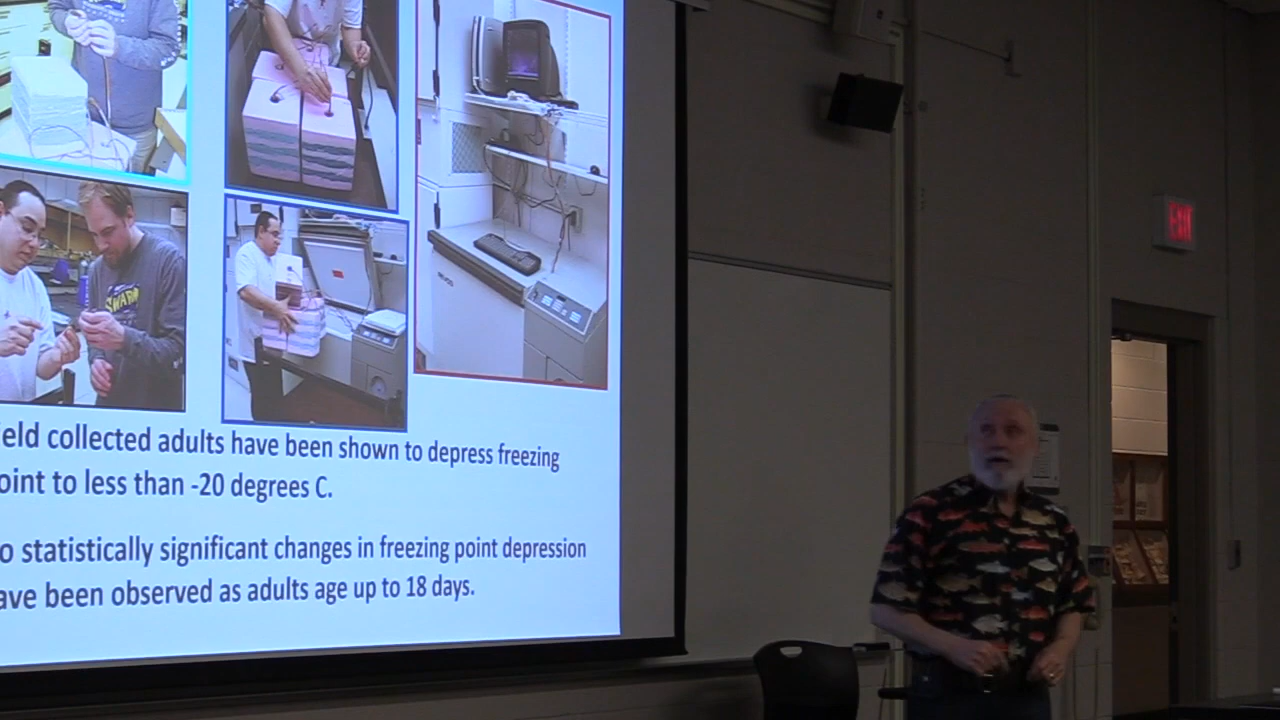 ield collected adults have been shown to depress freezing
oint to less than -20 degrees C.
o statistically significant changes in freezing point depression
ave been observed as adults age up to 18 days.
EXIT